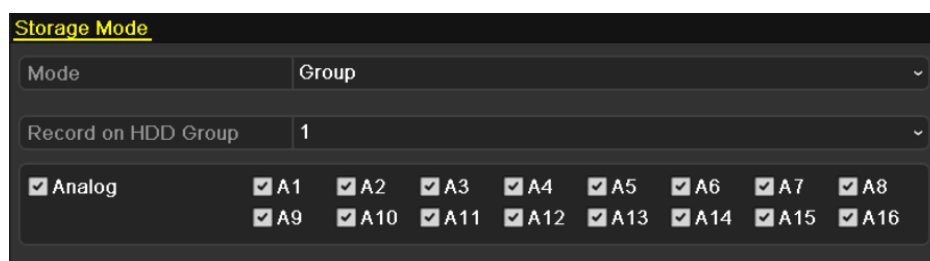 Storage Mode
Mode Group
Record on HDD Group 1
Analog A1 A2 A3 A4 A5 A6 A7 A8
A9 A10 A11 A12 A13 A14 A15 A16